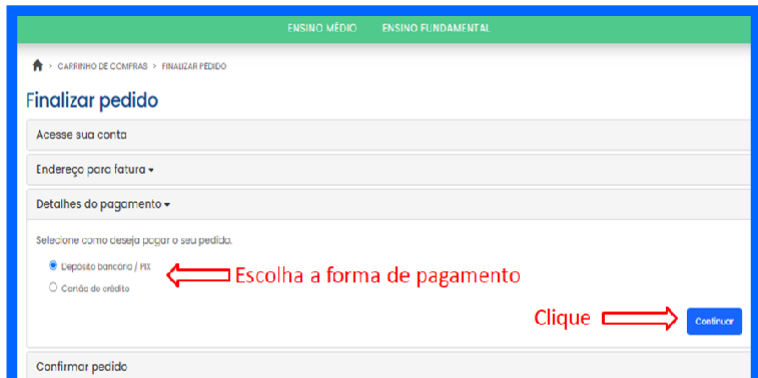 ENSINO MÉDIO ENSINO FUNDAMENTAL
> CARRINHO DE COMPRAS > FINALIZAR PEDIDO
Finalizar pedido
Acesse sua conta
Endereço para fatura
Detalhes do pagamento
Selecione como deseja pagar o seu pedido.
Depósito bancário / PIX
Escolha a forma de pagamento
Cartão de crédito
Clique
Continuar
Confirmar pedido